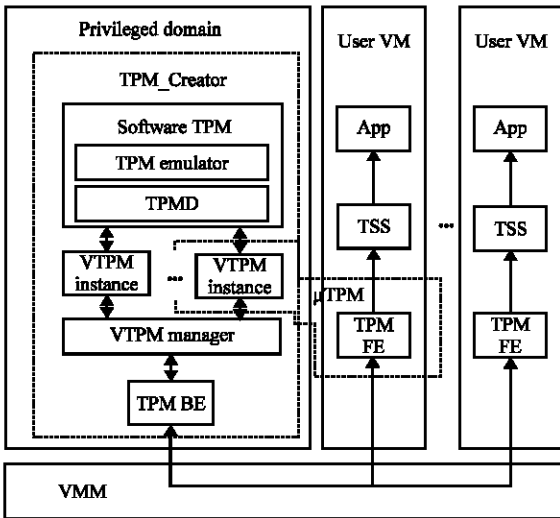 Privileged domain
TPM_Creator
Software TPM
TPM emulator
TPMD
VTPM
instance
...
VTPM
instance
VTPM manager
TPM BE
User VM
App
TSS
μTPM
TPM
FE
...
User VM
App
TSS
TPM
FE
VMM